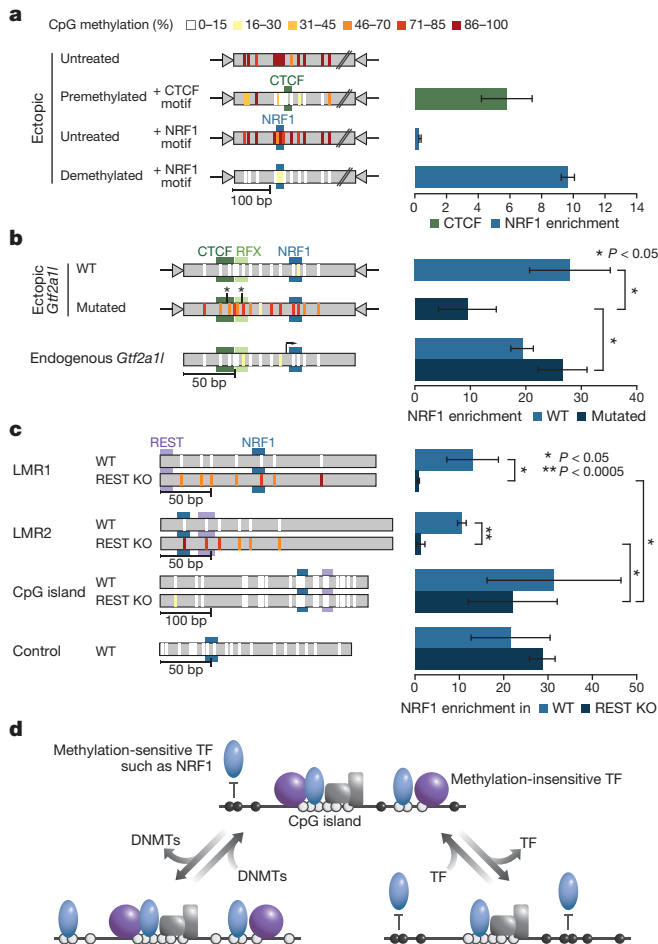 a
CpG methylation (%) 0–15 16–30 31–45 46–70 71–85 86–100
Ectopic
Untreated
CTCF
Premethylated + CTCF motif
NRF1
Untreated + NRF1 motif
Demethylated + NRF1 motif
100 bp
0 2 4 6 8 10 12 14
CTCF NRF1 enrichment
b
Ectopic Gtf2a1l
CTCF RFX NRF1
WT
* P < 0.05
*
* *
Mutated
*
Endogenous Gtf2a1l
50 bp
0 10 20 30 40
NRF1 enrichment WT Mutated
c
REST NRF1
LMR1 WT
REST KO
50 bp
* P < 0.05
** P < 0.0005
*
LMR2 WT
REST KO
50 bp
**
*
*
CpG island WT
REST KO
100 bp
Control WT
50 bp
0 10 20 30 40 50
NRF1 enrichment in WT REST KO
d
Methylation-sensitive TF
such as NRF1
Methylation-insensitive TF
CpG island
DNMTs
DNMTs
TF
TF